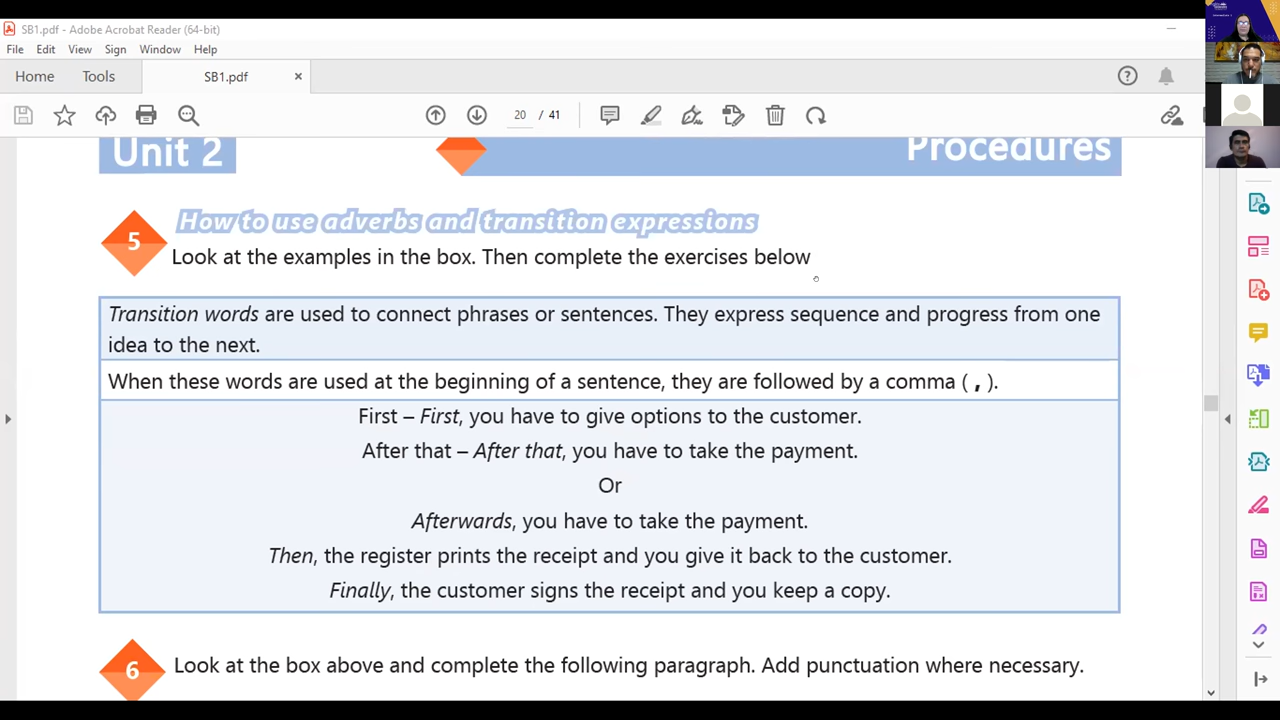 SB1.pdf - Adobe Acrobat Reader (64-bit)
File Edit View Sign Window Help
Home Tools SB1.pdf ×
20 / 41
Unit 2
Procedures
5
How to use adverbs and transition expressions
Look at the examples in the box. Then complete the exercises below
Transition words are used to connect phrases or sentences. They express sequence and progress from one
idea to the next.
When these words are used at the beginning of a sentence, they are followed by a comma ( , ).
First – First, you have to give options to the customer.
After that – After that, you have to take the payment.
Or
Afterwards, you have to take the payment.
Then, the register prints the receipt and you give it back to the customer.
Finally, the customer signs the receipt and you keep a copy.
6
Look at the box above and complete the following paragraph. Add punctuation where necessary.